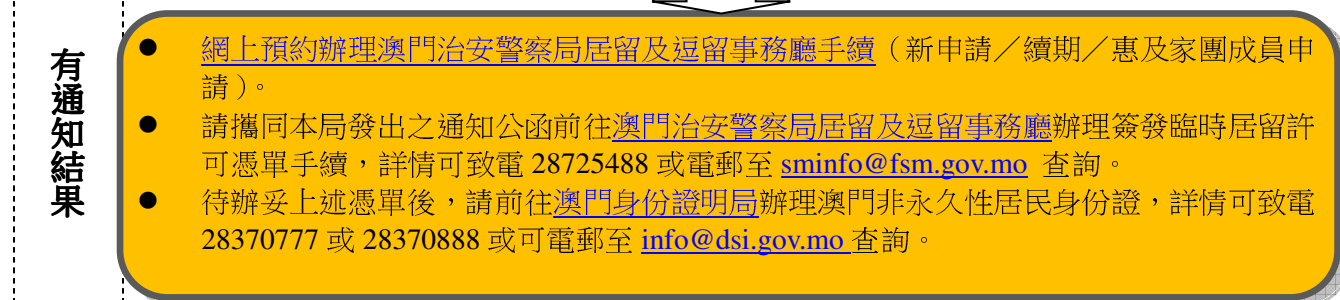 有通知結果
● 網上預約辦理澳門治安警察局居留及逗留事務廳手續（新申請／續期／惠及家團成員申
請）。
● 請攜同本局發出之通知公函前往澳門治安警察局居留及逗留事務廳辦理簽發臨時居留許
可憑單手續，詳情可致電 28725488 或電郵至 sminfo@fsm.gov.mo 查詢。
● 待辦妥上述憑單後，請前往澳門身份證明局辦理澳門非永久性居民身份證，詳情可致電
28370777 或 28370888 或可電郵至 info@dsi.gov.mo 查詢。